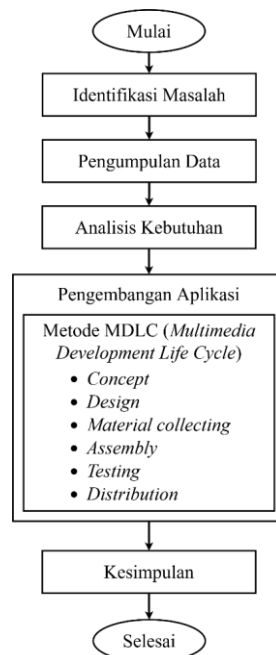 Mulai
Identifikasi Masalah
Pengumpulan Data
Analisis Kebutuhan
Pengembangan Aplikasi
Metode MDLC (Multimedia
Development Life Cycle)
• Concept
• Design
• Material collecting
• Assembly
• Testing
• Distribution
Kesimpulan
Selesai